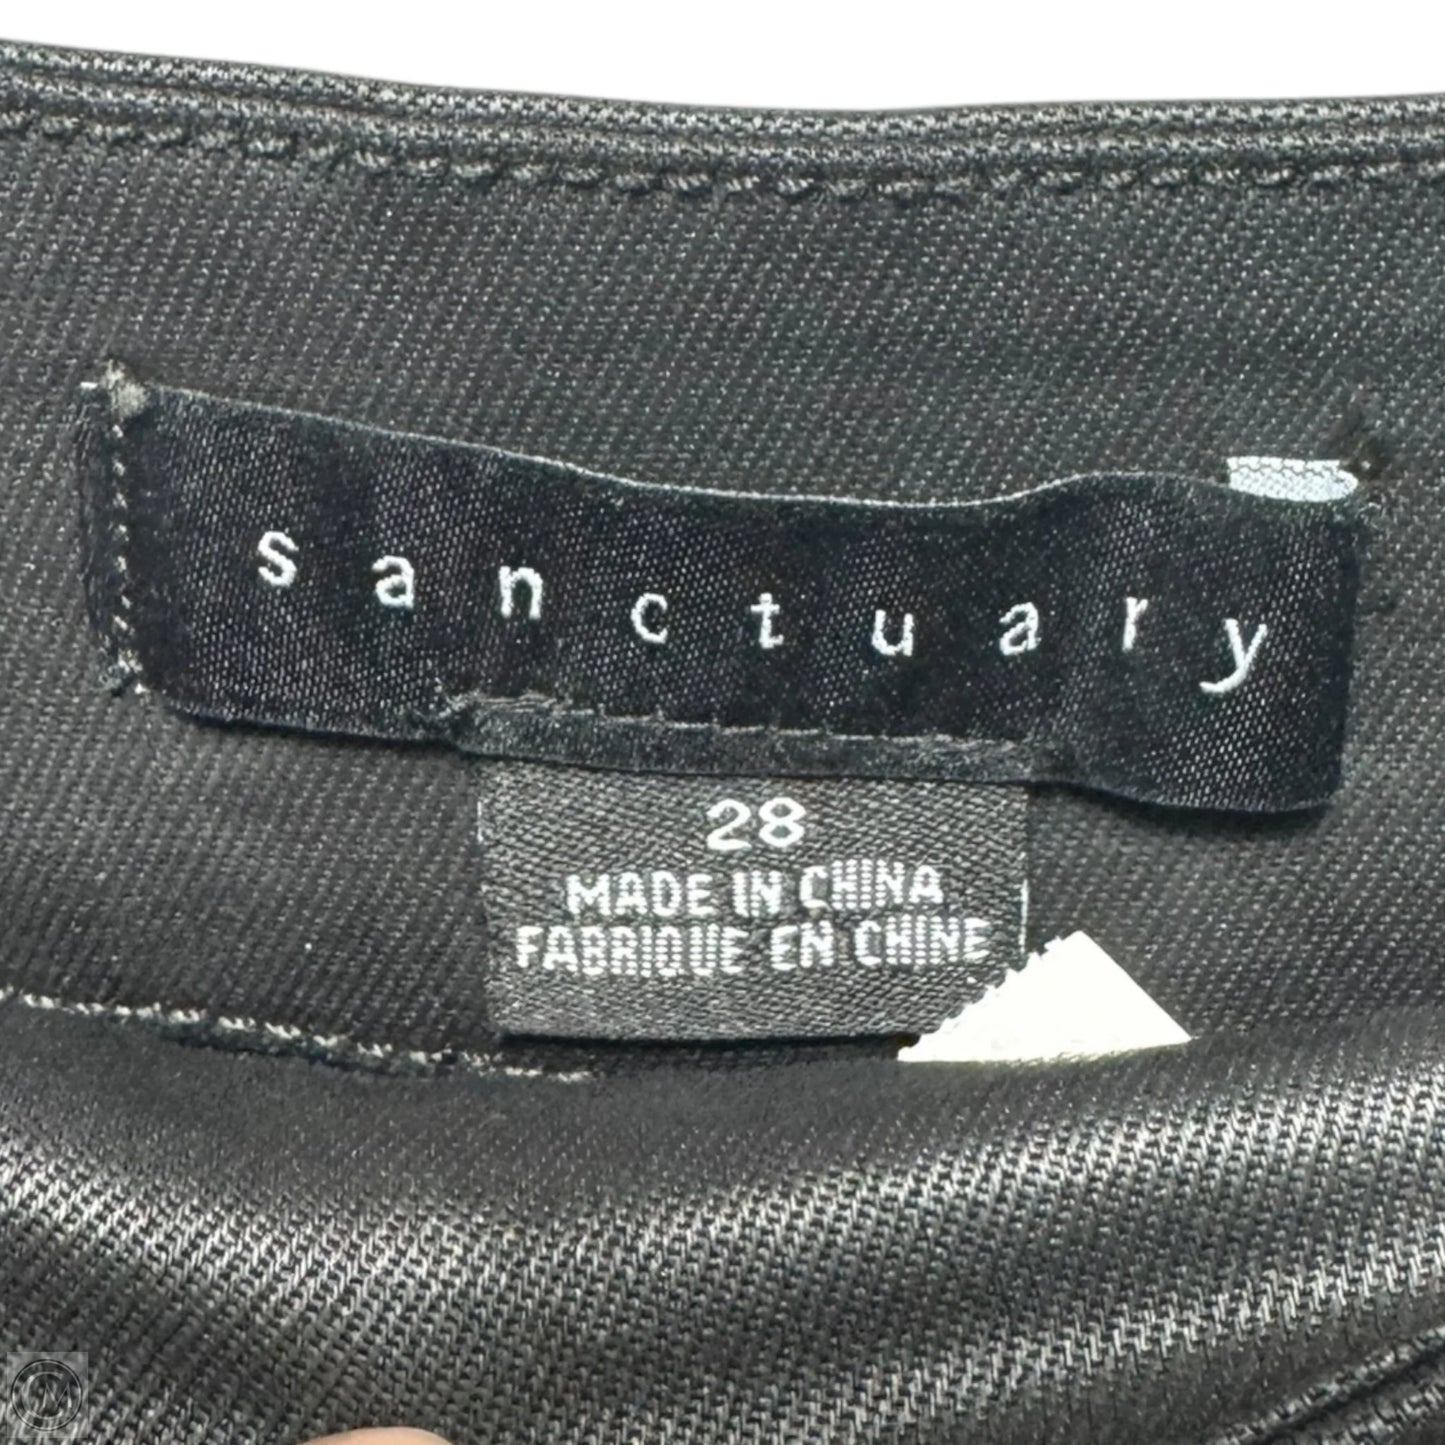 sanctuary
28
MADE IN CHINA
FABRIQUE EN CHINE